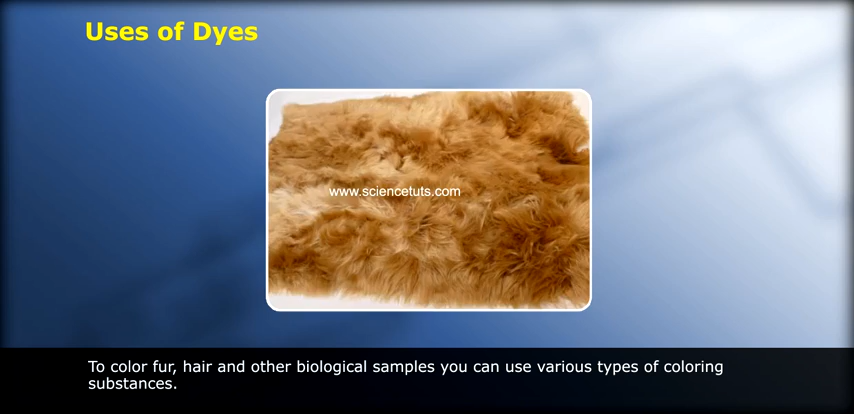 Uses of Dyes
www.sciencetuts.com
To color fur, hair and other biological samples you can use various types of coloring
substances.